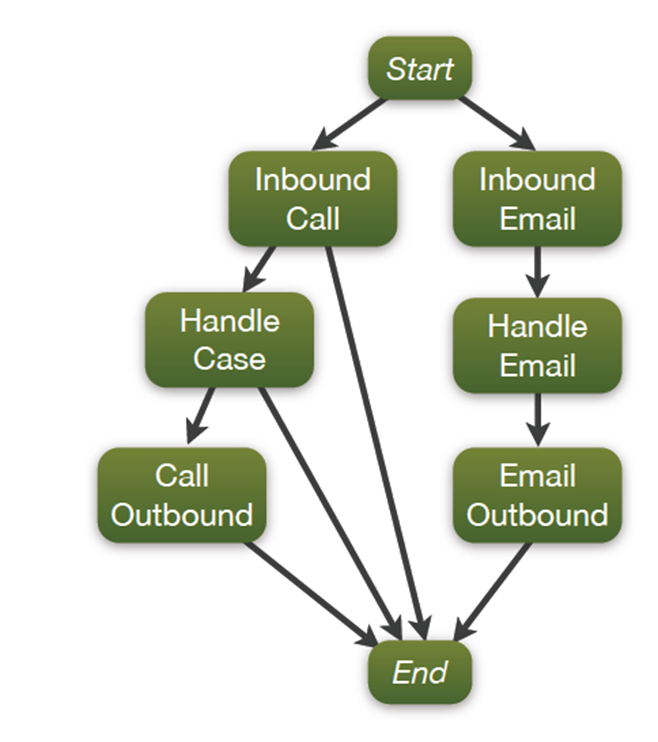 Start
Inbound
Call
Inbound
Email
Handle
Case
Handle
Email
Call
Outbound
Email
Outbound
End